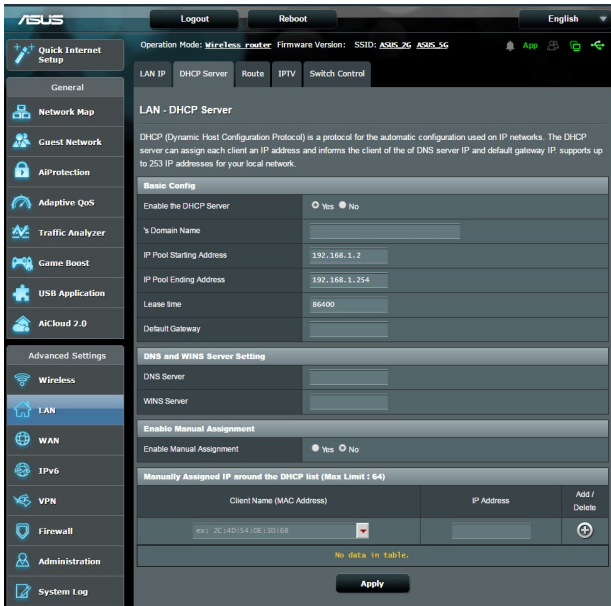 ASUS
Logout
Reboot
English
Quick Internet
Setup
Operation Mode: Wireless router Firmware Version: SSID: ASUS_2G ASUS_5G
App
General
Network Map
Guest Network
AiProtection
Adaptive QoS
Traffic Analyzer
Game Boost
USB Application
AiCloud 2.0
Advanced Settings
Wireless
LAN
WAN
IPv6
VPN
Firewall
Administration
System Log
LAN IP
DHCP Server
Route
IPTV
Switch Control
LAN - DHCP Server
DHCP (Dynamic Host Configuration Protocol) is a protocol for the automatic configuration used on IP networks. The DHCP
server can assign each client an IP address and informs the client of the of DNS server IP and default gateway IP. supports up
to 253 IP addresses for your local network.
Basic Config
Enable the DHCP Server
Yes No
's Domain Name
IP Pool Starting Address
192.168.1.2
IP Pool Ending Address
192.168.1.254
Lease time
86400
Default Gateway
DNS and WINS Server Setting
DNS Server
WINS Server
Enable Manual Assignment
Enable Manual Assignment
Yes No
Manually Assigned IP around the DHCP list (Max Limit : 64)
Client Name (MAC Address)
IP Address
Add /
Delete
ex: 2C:4D:54:DE:3D:68
No data in table.
Apply